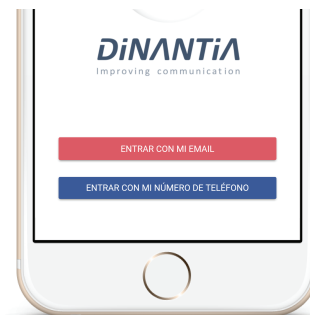 DiNANTiA
Improving communication
ENTRAR CON MI EMAIL
ENTRAR CON MI NÚMERO DE TELÉFONO